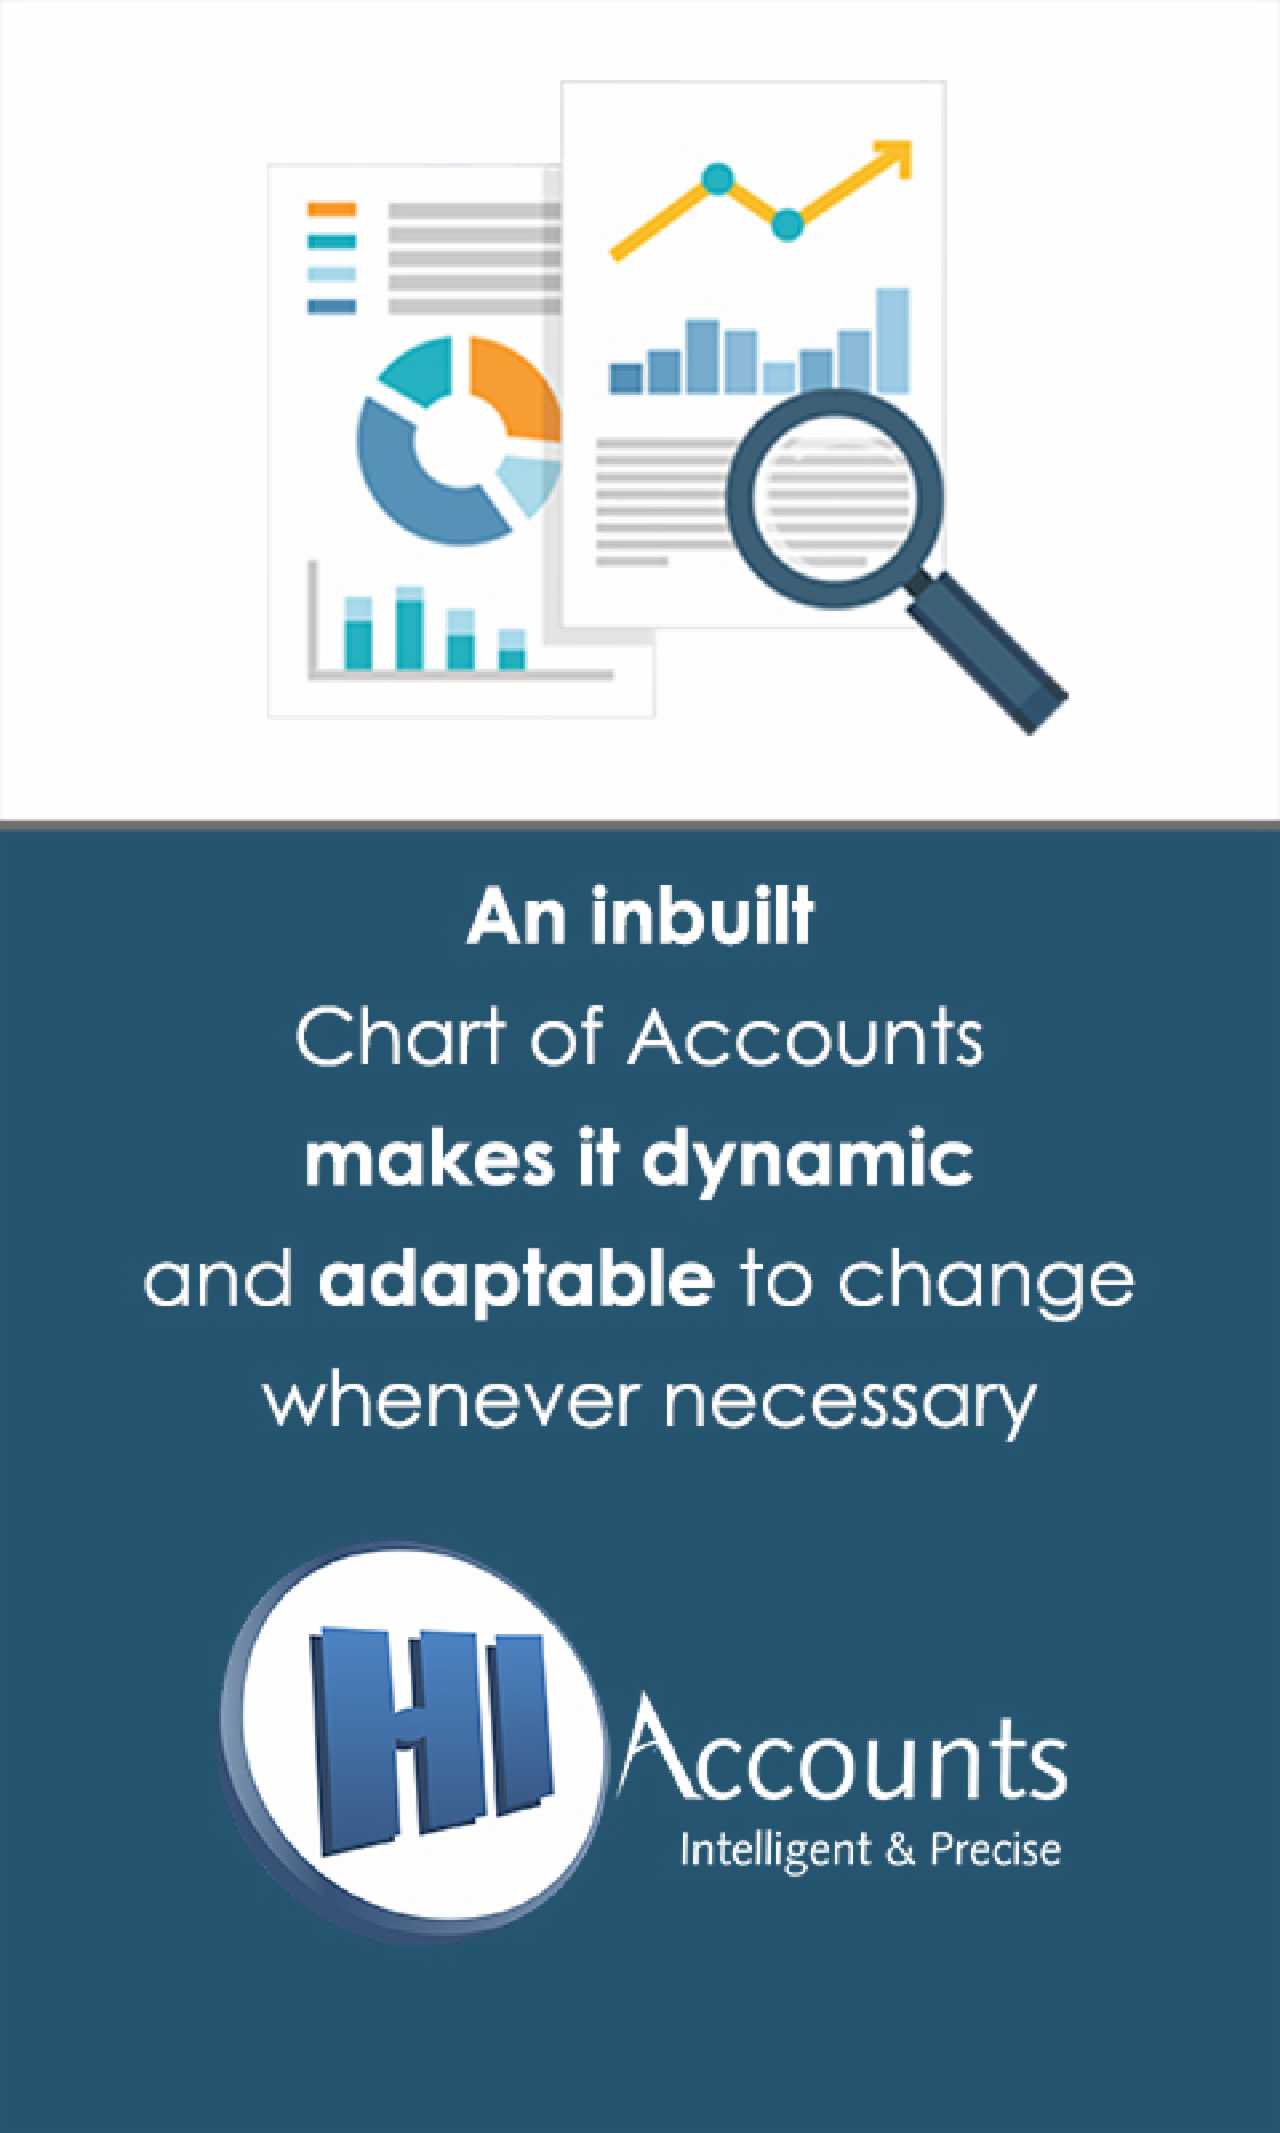 An inbuilt
Chart of Accounts
makes it dynamic
and adaptable to change
whenever necessary
HI Accounts
Intelligent & Precise